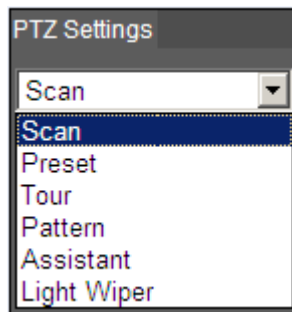 PTZ Settings
Scan
Scan
Preset
Tour
Pattern
Assistant
Light Wiper